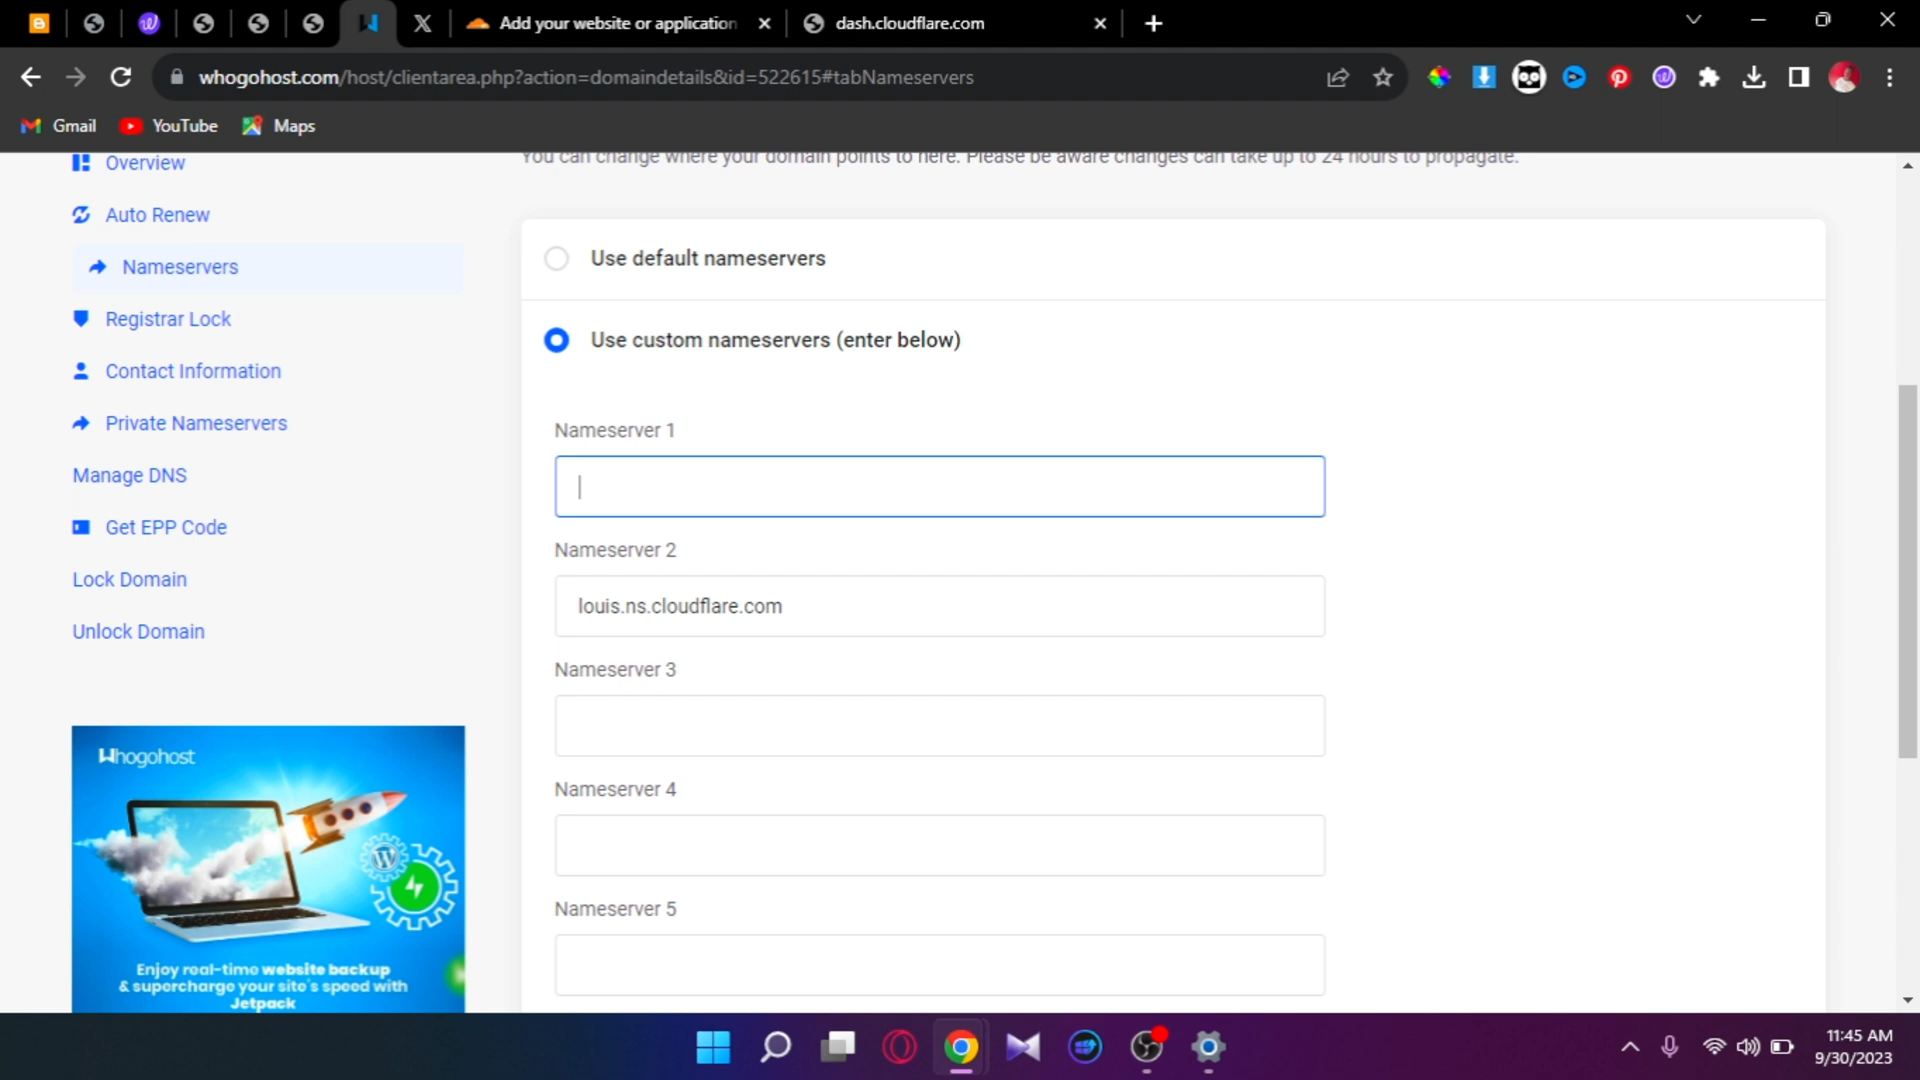 Add your website or application
dash.cloudflare.com
whogohost.com/host/clientarea.php?action=domaindetails&id=522615#tabNameservers
Gmail
YouTube
Maps
Overview
Auto Renew
Nameservers
Registrar Lock
Contact Information
Private Nameservers
Manage DNS
Get EPP Code
Lock Domain
Unlock Domain
Whogohost
Enjoy real-time website backup
& supercharge your site's speed with
Jetpack
You can change where your domain points to here. Please be aware changes can take up to 24 hours to propagate.
Use default nameservers
Use custom nameservers (enter below)
Nameserver 1
Nameserver 2
louis.ns.cloudflare.com
Nameserver 3
Nameserver 4
Nameserver 5
11:45 AM
9/30/2023